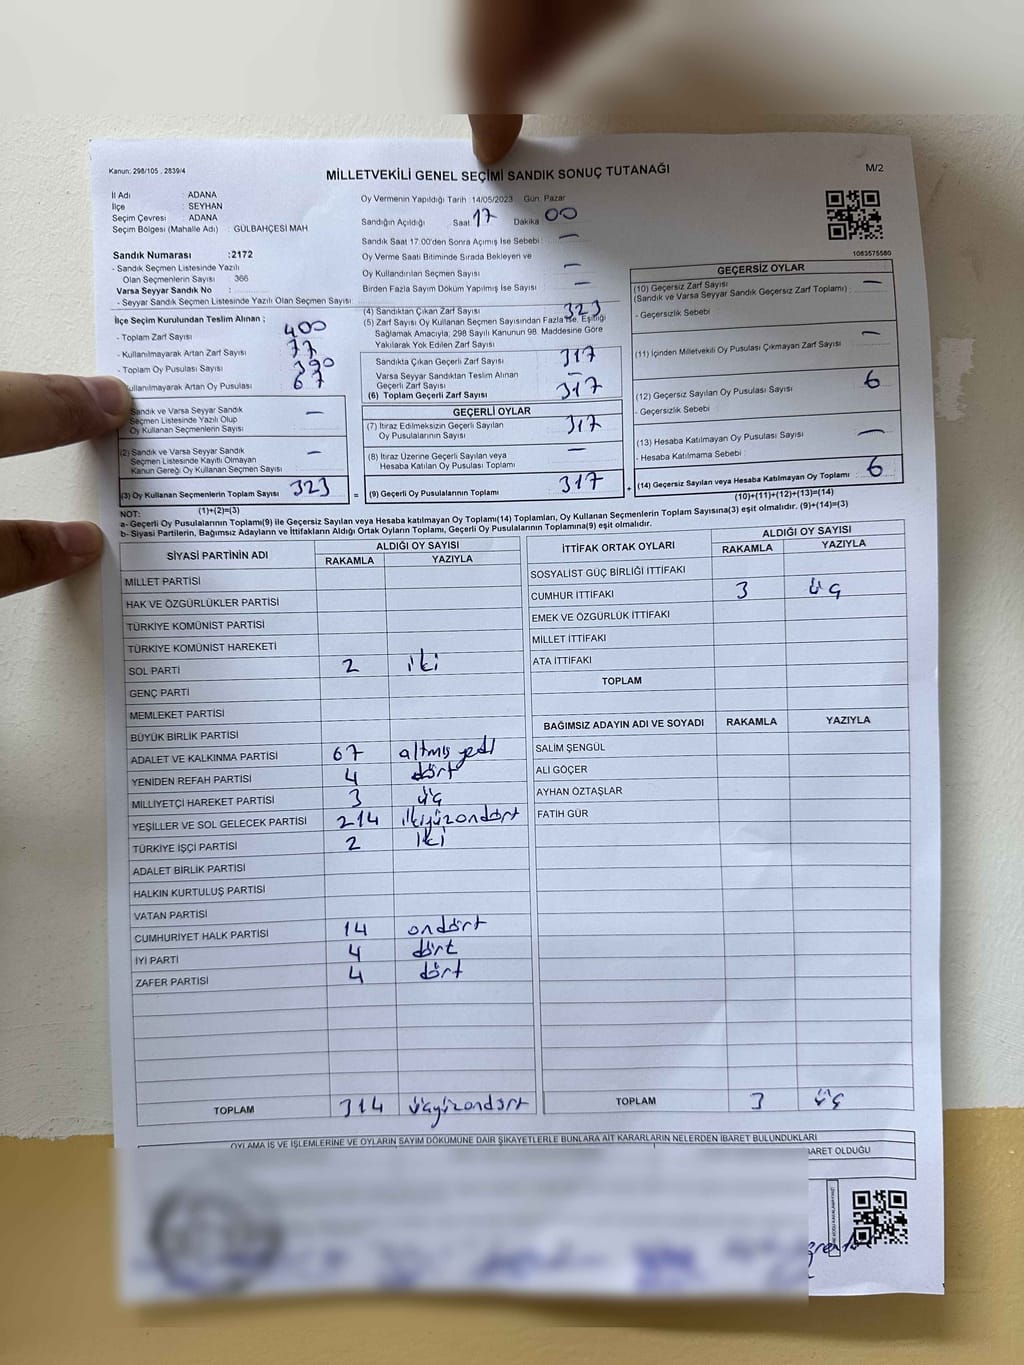 Kanun: 298/105 , 2839/4
MİLLETVEKİLİ GENEL SEÇİMİ SANDIK SONUÇ TUTANAĞI
M/2
İl Adı : ADANA
İlçe : SEYHAN
Seçim Çevresi : ADANA
Seçim Bölgesi (Mahalle Adı) : GÜLBAHÇESİ MAH
Sandık Numarası :2172
- Sandık Seçmen Listesinde Yazılı
Olan Seçmenlerin Sayısı : 366
Varsa Seyyar Sandık No :
- Seyyar Sandık Seçmen Listesinde Yazılı Olan Seçmen Sayısı:
Oy Vermenin Yapıldığı Tarih :14/05/2023 Gün: Pazar
Sandığın Açıldığı Saat 17 Dakika 00
Sandık Saat 17:00'den Sonra Açımış İse Sebebi : —
Oy Verme Saati Bitiminde Sırada Bekleyen ve
Oy Kullandırılan Seçmen Sayısı —
Birden Fazla Sayım Döküm Yapılmış İse Sayısı —
1083575580
İlçe Seçim Kurulundan Teslim Alınan ;
- Toplam Zarf Sayısı 400
- Kullanılmayarak Artan Zarf Sayısı 77
- Toplam Oy Pusulası Sayısı 390
Kullanılmayarak Artan Oy Pusulası 67
Sandık ve Varsa Seyyar Sandık
Seçmen Listesinde Yazılı Olup
Oy Kullanan Seçmenlerin Sayısı —
(2) Sandık ve Varsa Seyyar Sandık
Seçmen Listesinde Kayıtlı Olmayan
Kanun Gereği Oy Kullanan Seçmen Sayısı —
(3) Oy Kullanan Seçmenlerin Toplam Sayısı 323
(1)+(2)=(3)
(4) Sandıktan Çıkan Zarf Sayısı 323
(5) Zarf Sayısı Oy Kullanan Seçmen Sayısından Fazla İse, Eşitliği
Sağlamak Amacıyla, 298 Sayılı Kanunun 98. Maddesine Göre
Yakılarak Yok Edilen Zarf Sayısı
Sandıkta Çıkan Geçerli Zarf Sayısı 317
Varsa Seyyar Sandıktan Teslim Alınan
Geçerli Zarf Sayısı —
(6) Toplam Geçerli Zarf Sayısı 317
GEÇERLİ OYLAR
(7) İtiraz Edilmeksizin Geçerli Sayılan
Oy Pusulalarının Sayısı 317
(8) İtiraz Üzerine Geçerli Sayılan veya
Hesaba Katılan Oy Pusulası Toplamı —
= (9) Geçerli Oy Pusulalarının Toplamı 317 +
GEÇERSİZ OYLAR
(10) Geçersiz Zarf Sayısı
(Sandık ve Varsa Seyyar Sandık Geçersiz Zarf Toplamı) : —
- Geçersizlik Sebebi
(11) İçinden Milletvekili Oy Pusulası Çıkmayan Zarf Sayısı —
(12) Geçersiz Sayılan Oy Pusulası Sayısı 6
- Geçersizlik Sebebi :
(13) Hesaba Katılmayan Oy Pusulası Sayısı —
- Hesaba Katılmama Sebebi :
(14) Geçersiz Sayılan veya Hesaba Katılmayan Oy Toplamı 6
(10)+(11)+(12)+(13)=(14)
NOT:
a- Geçerli Oy Pusulalarının Toplamı(9) ile Geçersiz Sayılan veya Hesaba katılmayan Oy Toplamı(14) Toplamları, Oy Kullanan Seçmenlerin Toplam Sayısına(3) eşit olmalıdır. (9)+(14)=(3)
b- Siyasi Partilerin, Bağımsız Adayların ve İttifakların Aldığı Ortak Oyların Toplamı, Geçerli Oy Pusulalarının Toplamına(9) eşit olmalıdır.
SİYASİ PARTİNİN ADI ALDIĞI OY SAYISI
RAKAMLA YAZIYLA
MİLLET PARTİSİ
HAK VE ÖZGÜRLÜKLER PARTİSİ
TÜRKİYE KOMÜNİST PARTİSİ
TÜRKİYE KOMÜNİST HAREKETİ
SOL PARTİ 2 iki
GENÇ PARTİ
MEMLEKET PARTİSİ
BÜYÜK BİRLİK PARTİSİ
ADALET VE KALKINMA PARTİSİ 67 altmış yedi
YENİDEN REFAH PARTİSİ 4 dört
MİLLİYETÇİ HAREKET PARTİSİ 3 üç
YEŞİLLER VE SOL GELECEK PARTİSİ 214 ikiyüzondört
TÜRKİYE İŞÇİ PARTİSİ 2 iki
ADALET BİRLİK PARTİSİ
HALKIN KURTULUŞ PARTİSİ
VATAN PARTİSİ
CUMHURİYET HALK PARTİSİ 14 ondört
İYİ PARTİ 4 dört
ZAFER PARTİSİ 4 dört
TOPLAM 314 üçyüzondört
İTTİFAK ORTAK OYLARI ALDIĞI OY SAYISI
RAKAMLA YAZIYLA
SOSYALİST GÜÇ BİRLİĞİ İTTİFAKI
CUMHUR İTTİFAKI 3 üç
EMEK VE ÖZGÜRLÜK İTTİFAKI
MİLLET İTTİFAKI
ATA İTTİFAKI
TOPLAM
BAĞIMSIZ ADAYIN ADI VE SOYADI RAKAMLA YAZIYLA
SALİM ŞENGÜL
ALİ GÖÇER
AYHAN ÖZTAŞLAR
FATİH GÜR
TOPLAM 3 üç
OYLAMA İŞ VE İŞLEMLERİNE VE OYLARIN SAYIM DÖKÜMÜNE DAİR ŞİKAYETLERLE BUNLARA AİT KARARLARIN NELERDEN İBARET BULUNDUKLARI
BARET OLDUĞU